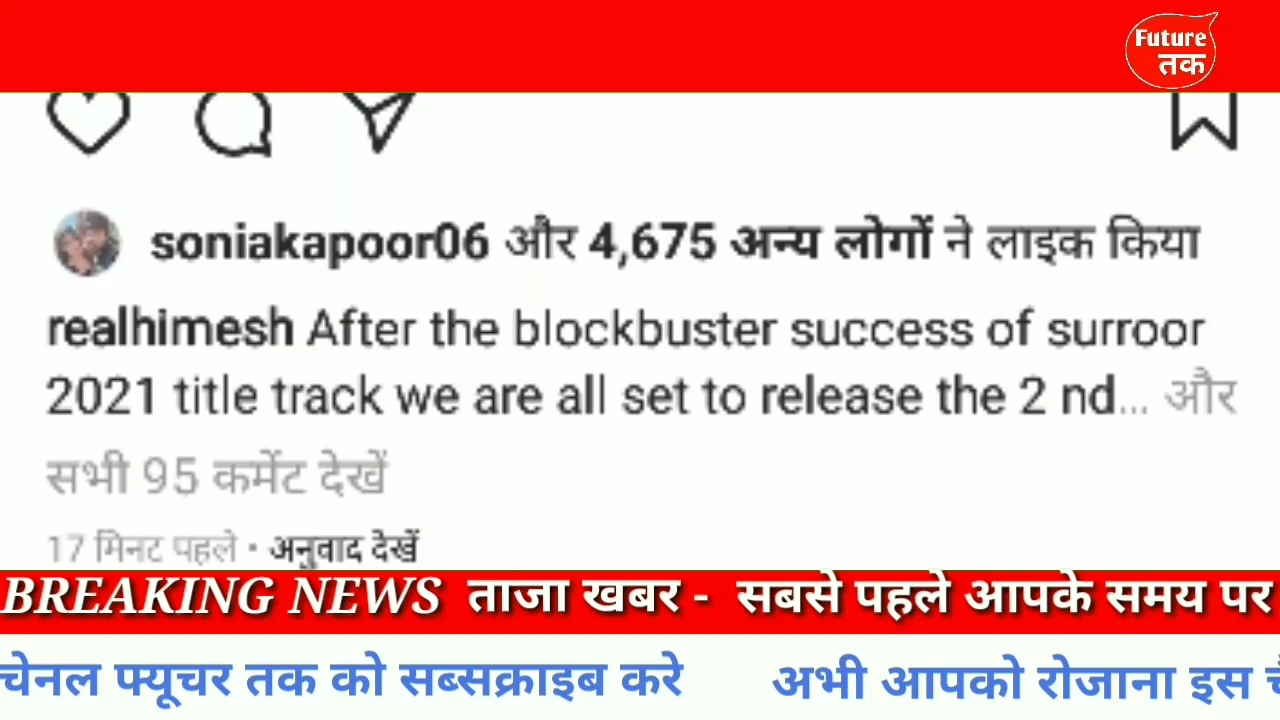 Future
तक
soniakapoor06 और 4,675 अन्य लोगों ने लाइक किया
realhimesh After the blockbuster success of surroor
2021 title track we are all set to release the 2 nd... और
सभी 95 कमेंट देखें
17 मिनट पहले • अनुवाद देखें
BREAKING NEWS ताजा खबर - सबसे पहले आपके समय पर
चेनल फ्यूचर तक को सब्सक्राइब करे अभी आपको रोजाना इस